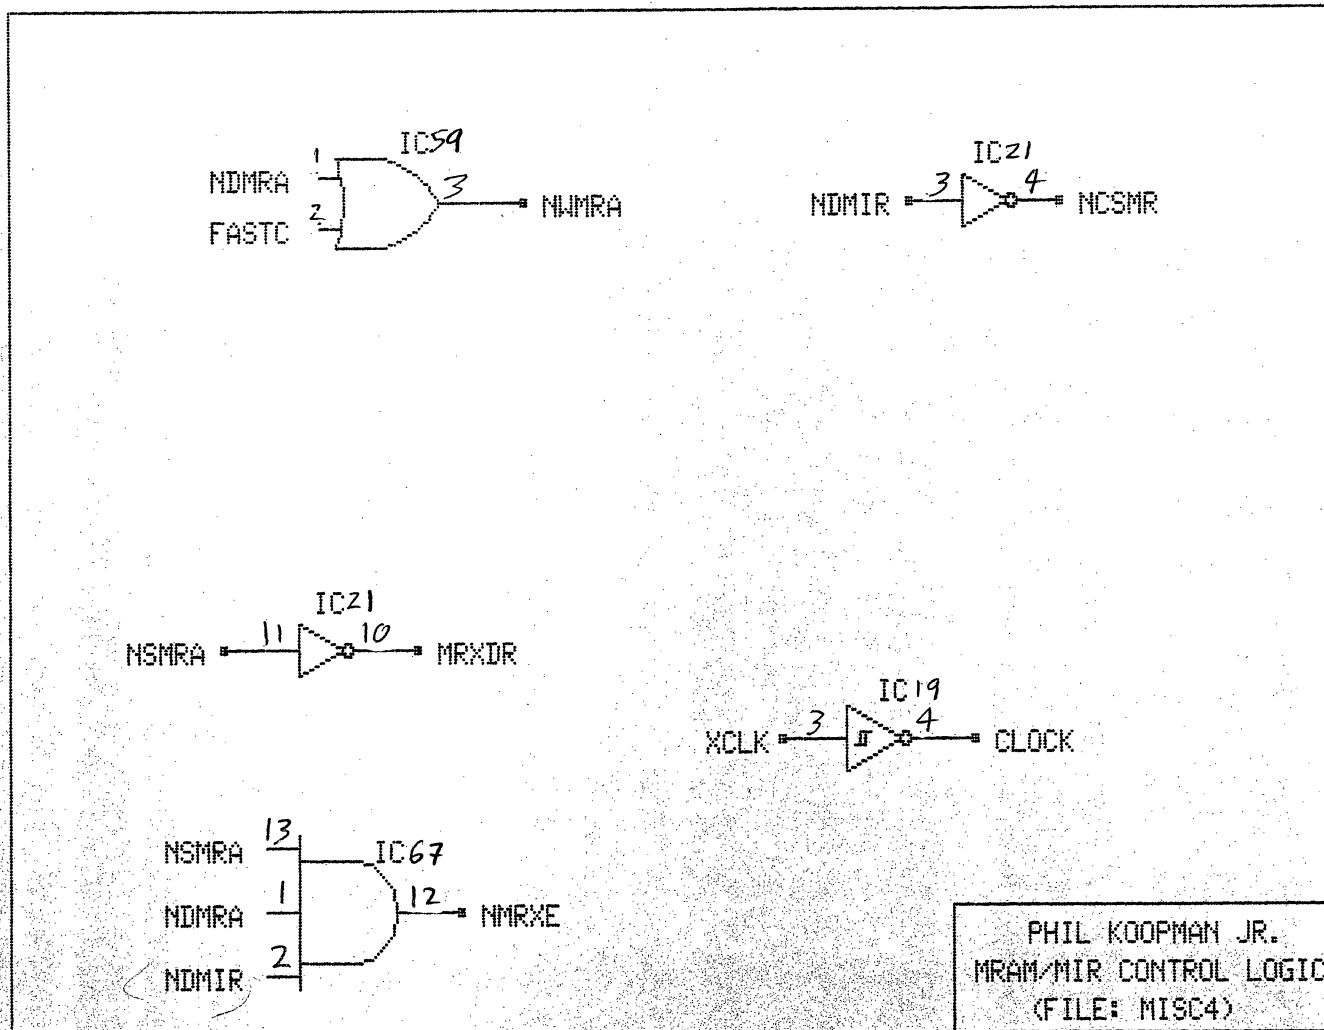 IC59
1
NDMRA
3
NWMRA
2
FASTC
IC21
3 4
NDMIR NCSMR
IC21
11 10
NSMRA MRXDR
IC19
3 4
XCLK CLOCK
13
NSMRA
IC67
1
NDMRA
12
NMRXE
2
NDMIR
PHIL KOOPMAN JR.
MRAM/MIR CONTROL LOGIC
(FILE: MISC4)